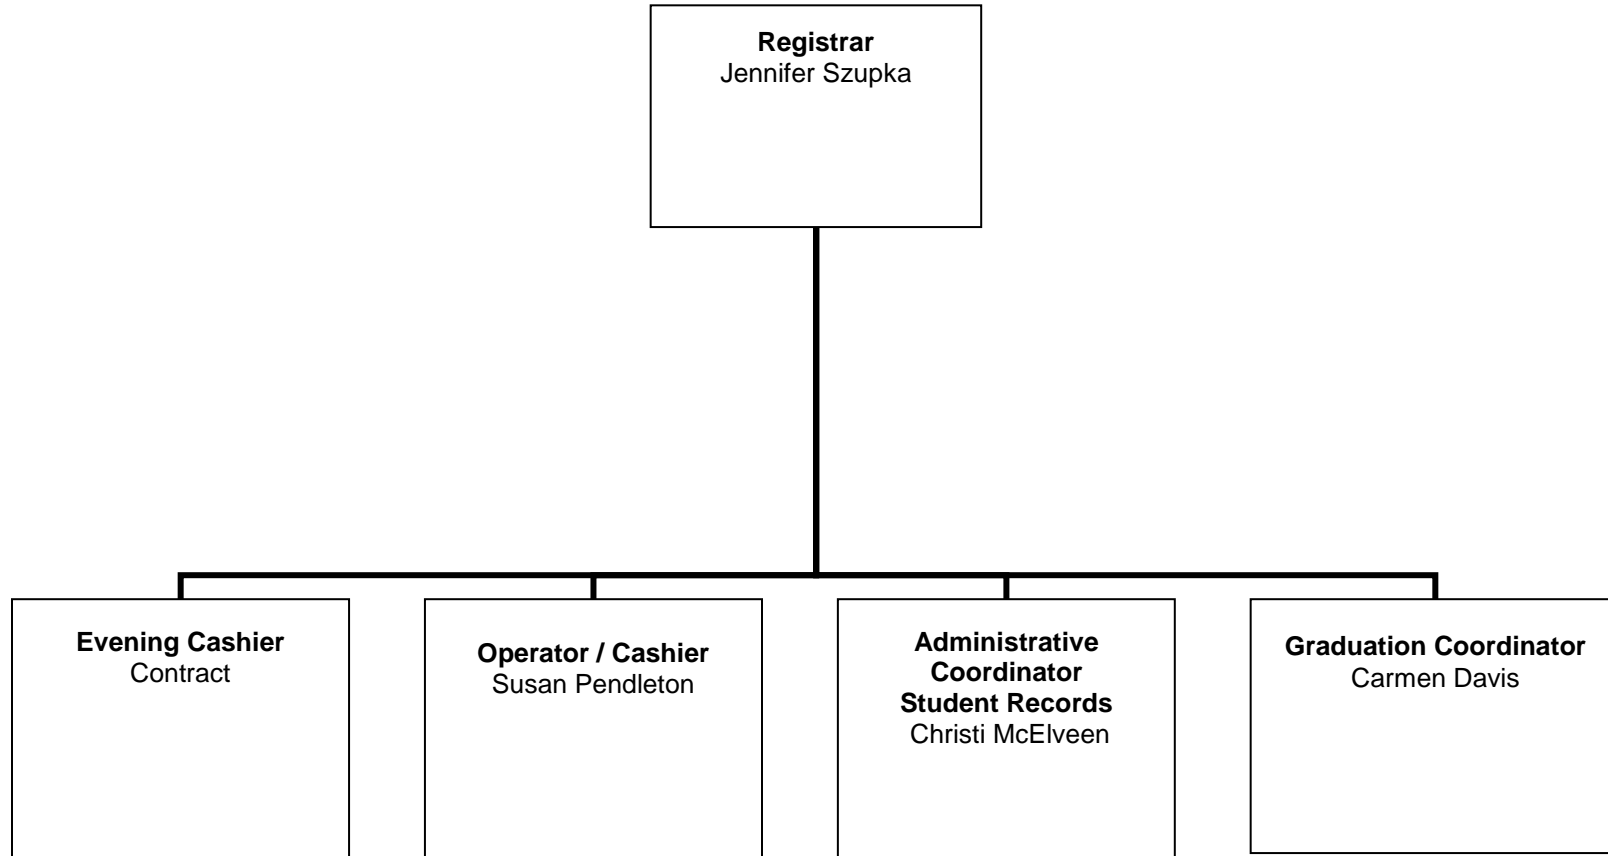 Registrar
Jennifer Szupka
Evening Cashier
Contract
Operator / Cashier
Susan Pendleton
Administrative
Coordinator
Student Records
Christi McElveen
Graduation Coordinator
Carmen Davis